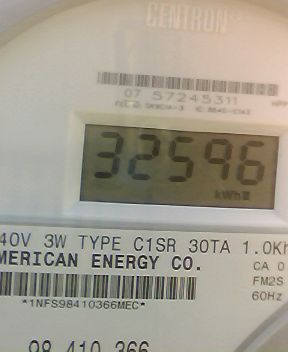 CENTRON
07 57245311
32596
kWh
40V 3W TYPE C1SR 30TA 1.0Kh
MERICAN ENERGY CO.
CA 0
FM2S
*1NFS98410366MEC*
60Hz
98 410 366